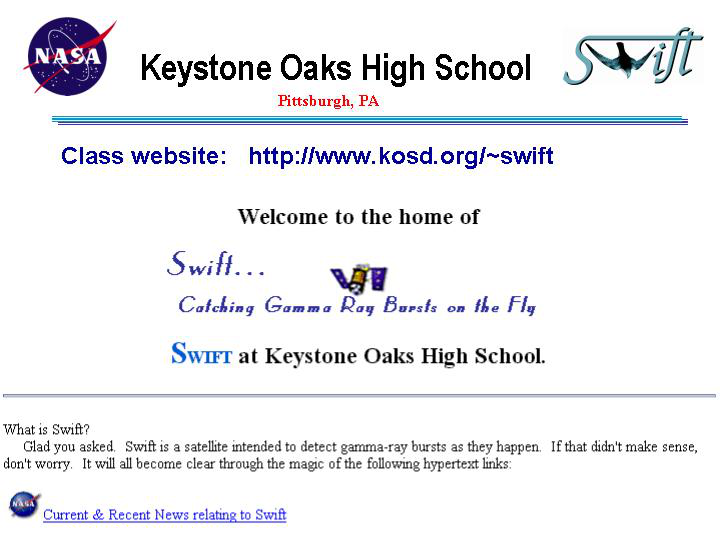 NASA
Swift
Keystone Oaks High School
Pittsburgh, PA
Class website: http://www.kosd.org/~swift
Welcome to the home of
Swift...
Catching Gamma Ray Bursts on the Fly
SWIFT at Keystone Oaks High School.
What is Swift?
Glad you asked. Swift is a satellite intended to detect gamma-ray bursts as they happen. If that didn't make sense,
don't worry. It will all become clear through the magic of the following hypertext links:
NASA
Current & Recent News relating to Swift